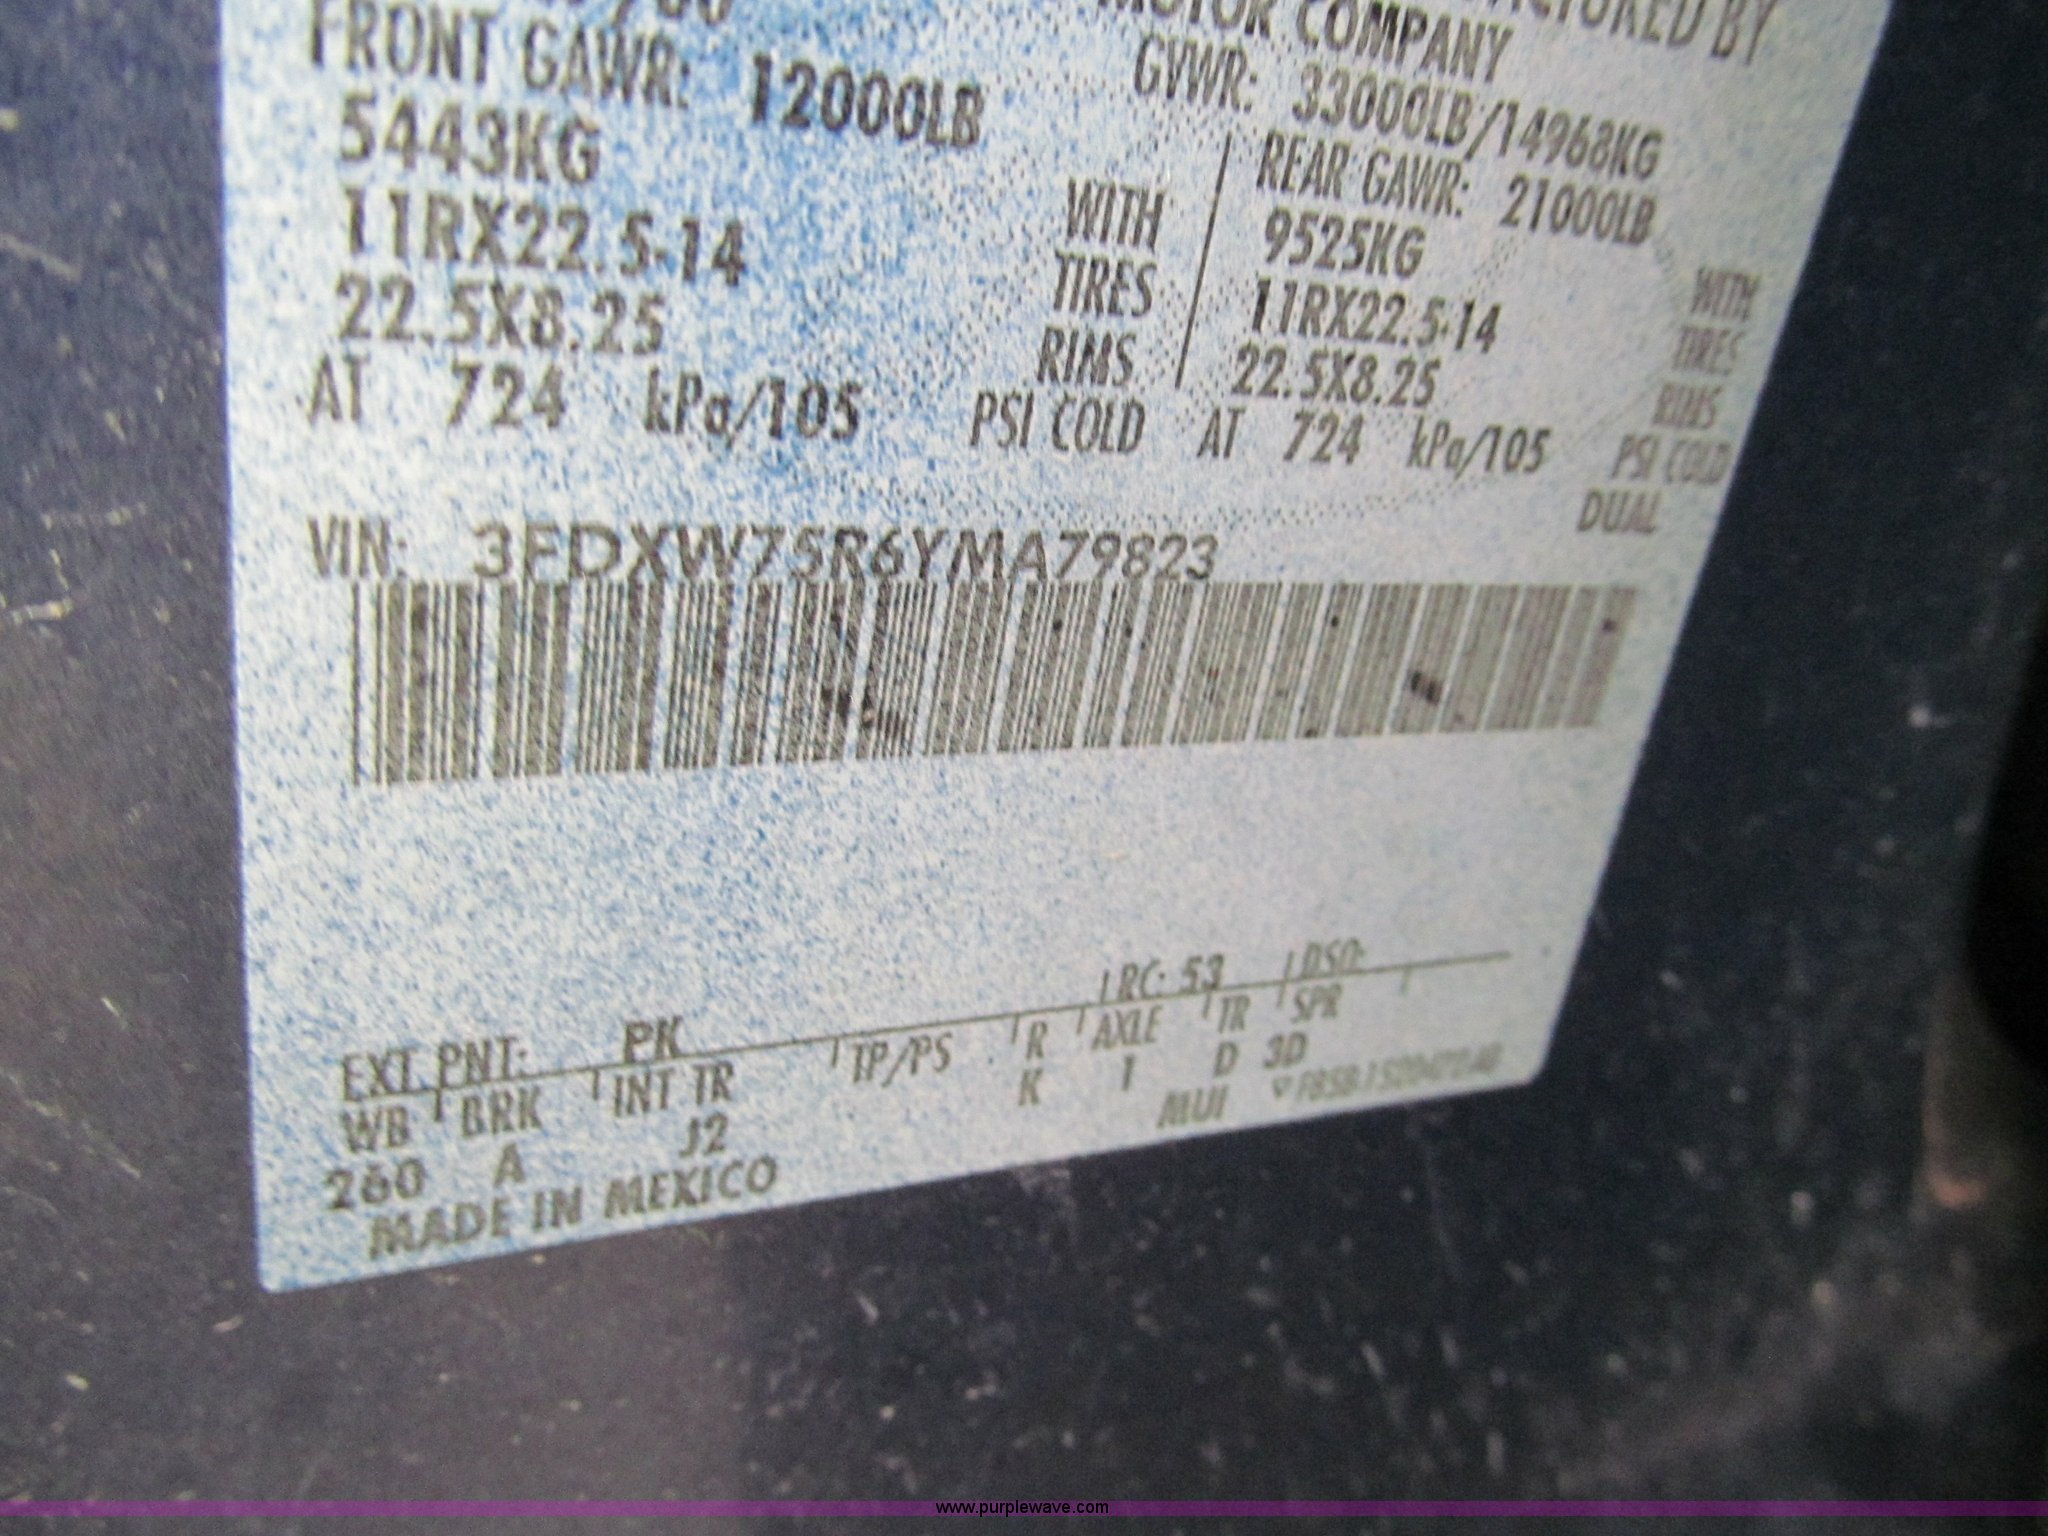 MOTOR COMPANY
FRONT GAWR: 12000LB
GVWR: 33000LB/14968KG
5443KG
REAR GAWR: 21000LB
11RX22.5-14 WITH
9525KG
22.5X8.25 TIRES
11RX22.5-14 WITH
RIMS
22.5X8.25 TIRES
RIMS
AT 724 kPa/105 PSI COLD
AT 724 kPa/105 PSI COLD
DUAL
VIN: 3FDXW75R6YMA79823
EXT PNT: PK RC: 53 DSO:
WB BRK INT TR TP/PS R AXLE TR SPR
260 A J2 K 1 D 3D
MADE IN MEXICO
MUI
www.purplewave.com